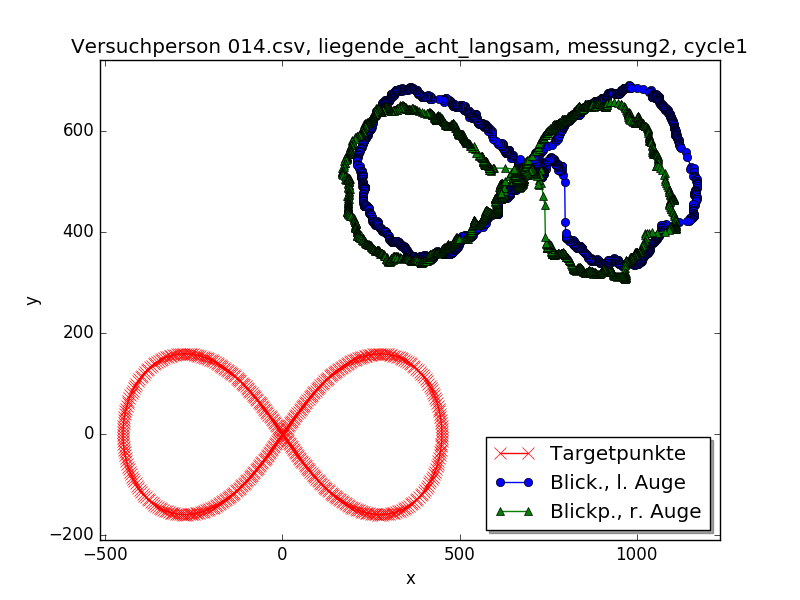 Versuchperson 014.csv, liegende_acht_langsam, messung2, cycle1
600
400
200
0
−200
−500
0
500
1000
y
x
Targetpunkte
Blick., l. Auge
Blickp., r. Auge